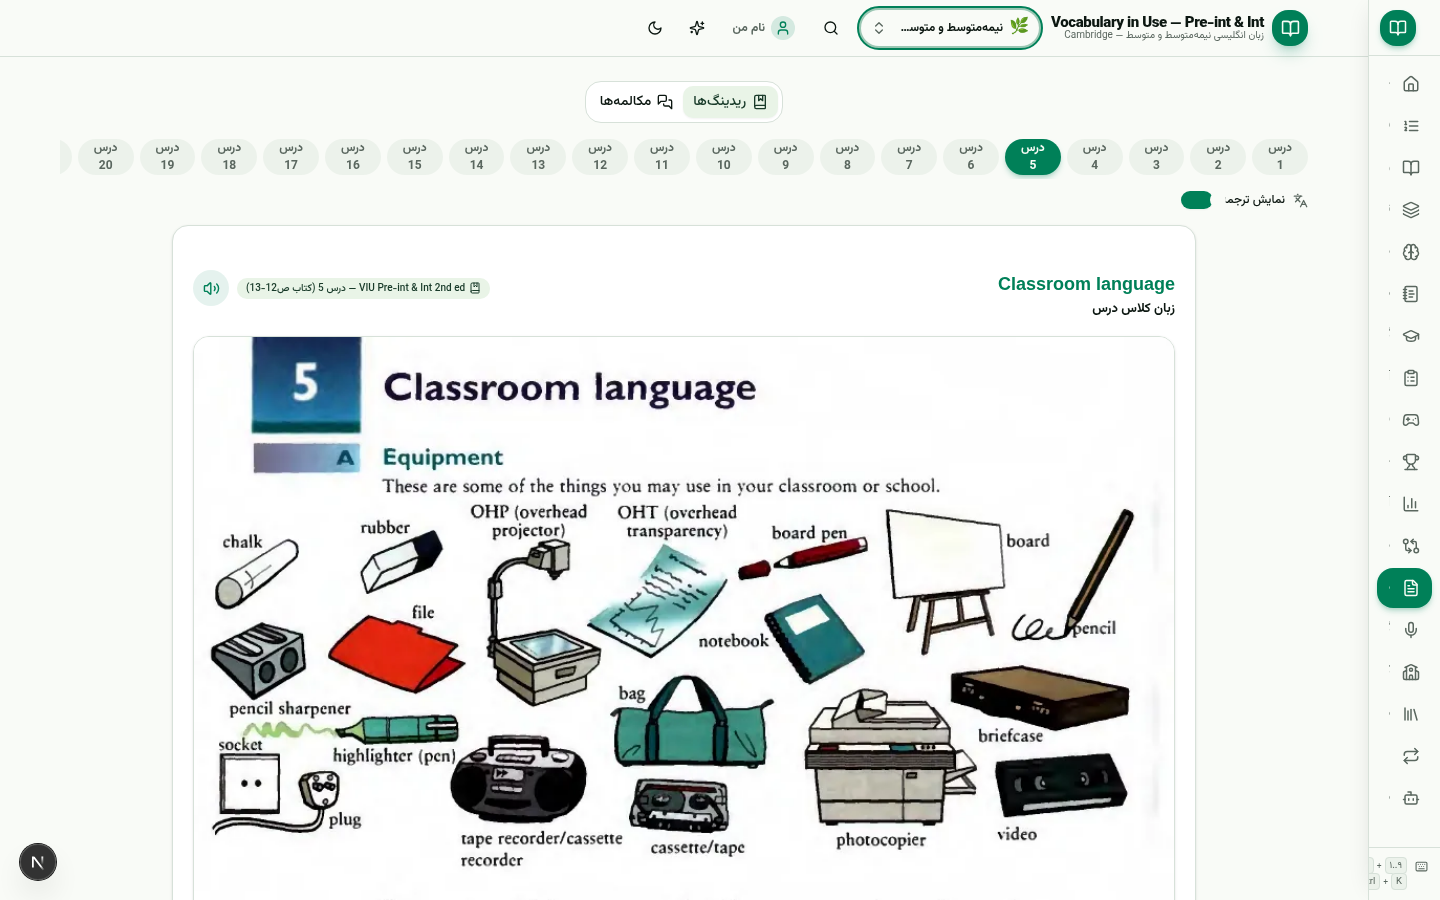 Vocabulary in Use — Pre-int & Int
زبان انگلیسی نیمه‌متوسط و متوسط — Cambridge
🌿 نیمه‌متوسط و متوس...
نام من
ریدینگ‌ها
مکالمه‌ها
درس 1
درس 2
درس 3
درس 4
درس 5
درس 6
درس 7
درس 8
درس 9
درس 10
درس 11
درس 12
درس 13
درس 14
درس 15
درس 16
درس 17
درس 18
درس 19
درس 20
نمایش ترجمه
Classroom language
زبان کلاس درس
VIU Pre-int & Int 2nd ed — درس 5 (کتاب ص12-13)
5 Classroom language
A Equipment
These are some of the things you may use in your classroom or school.
chalk
rubber
OHP (overhead
projector)
OHT (overhead
transparency)
board pen
board
pencil
file
notebook
pencil sharpener
bag
briefcase
socket
highlighter (pen)
plug
tape recorder/cassette
recorder
cassette/tape
photocopier
video
N
۱..۹ +
K + trl